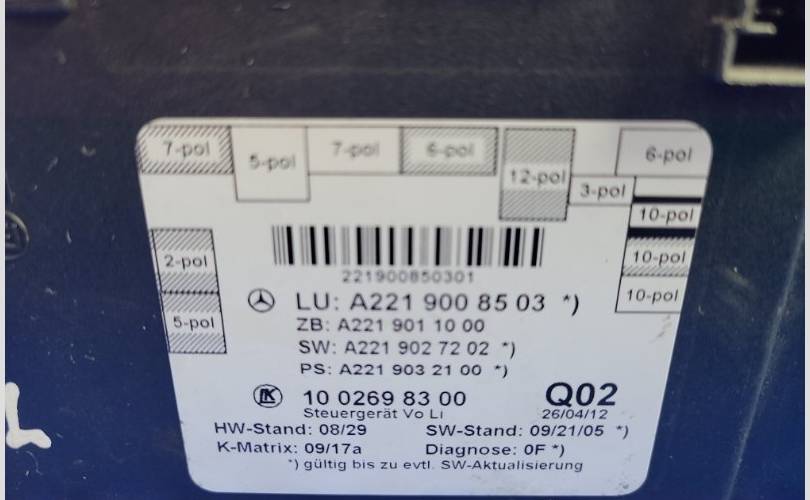 7-pol 5-pol 7-pol 6-pol 12-pol 3-pol 6-pol
10-pol
2-pol 10-pol
5-pol 10-pol
221900850301
LU: A221 900 85 03 *)
ZB: A221 901 10 00
SW: A221 902 72 02 *)
PS: A221 903 21 00 *)
LK 10 0269 83 00 Q02
Steuergerät Vo Li 26/04/12
HW-Stand: 08/29 SW-Stand: 09/21/05 *)
K-Matrix: 09/17a Diagnose: 0F *)
*) gültig bis zu evtl. SW-Aktualisierung